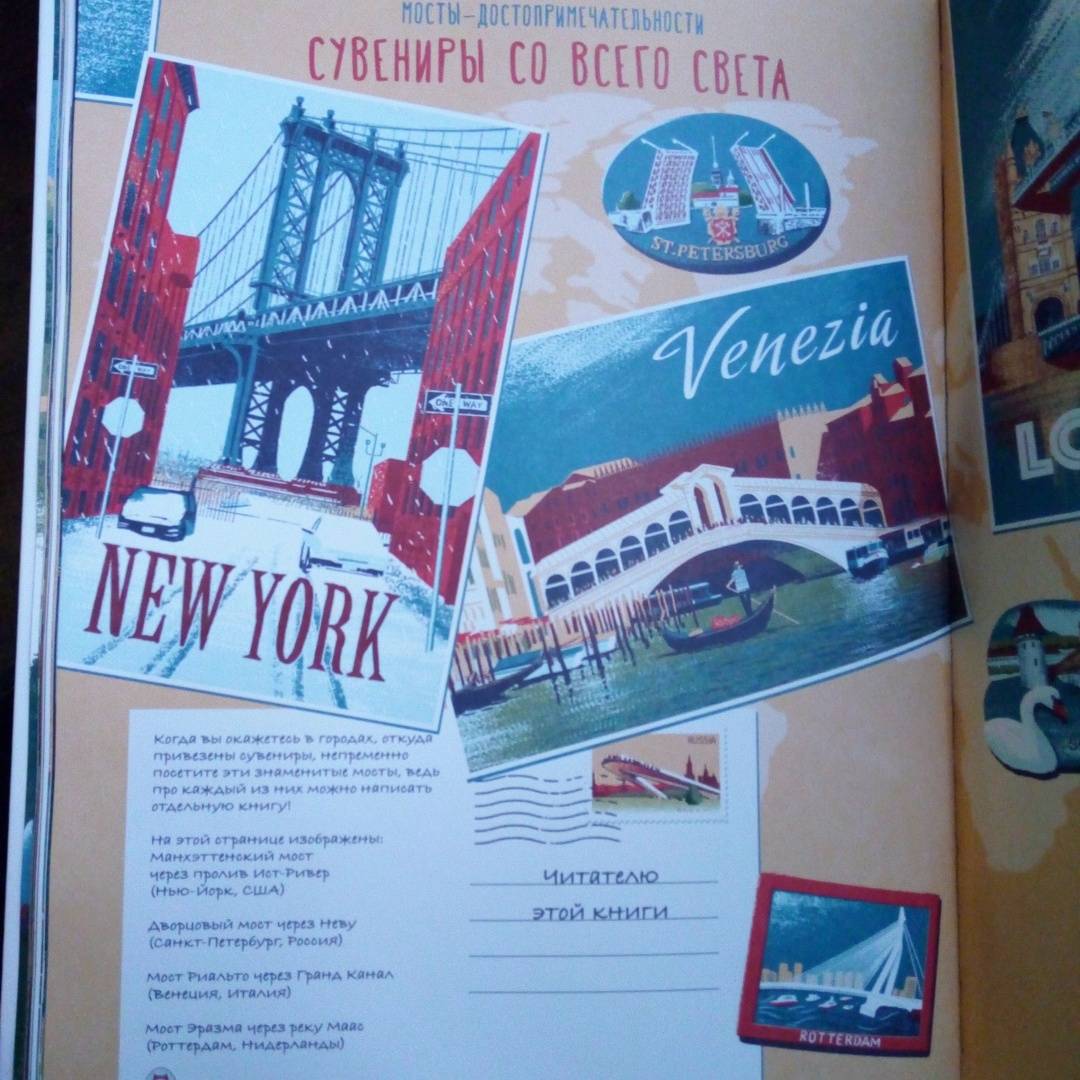 МОСТЫ-ДОСТОПРИМЕЧАТЕЛЬНОСТИ
СУВЕНИРЫ СО ВСЕГО СВЕТА
ST. PETERSBURG
Venezia
ONE WAY
ONE WAY
NEW YORK
LO
Когда вы окажетесь в городах, откуда
привезены сувениры, непременно
посетите эти знаменитые мосты, ведь
про каждый из них можно написать
отдельную книгу!
На этой странице изображены:
Манхэттенский мост
через пролив Ист-Ривер
(Нью-Йорк, США)
Дворцовый мост через Неву
(Санкт-Петербург, Россия)
Мост Риальто через Гранд Канал
(Венеция, Италия)
Мост Эразма через реку Маас
(Роттердам, Нидерланды)
RUSSIA
Читателю
этой книги
ROTTERDAM